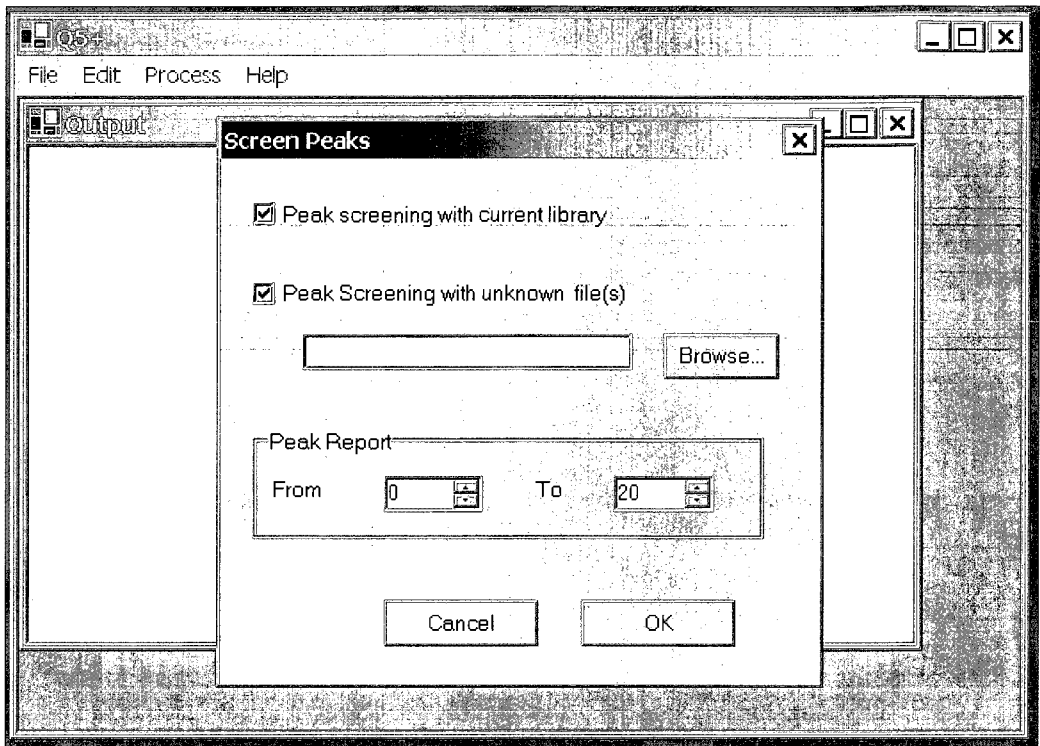 Q5+
File Edit Process Help
Output
Screen Peaks
Peak screening with current library
Peak Screening with unknown file(s)
Browse...
Peak Report
From 0 To 20
Cancel OK